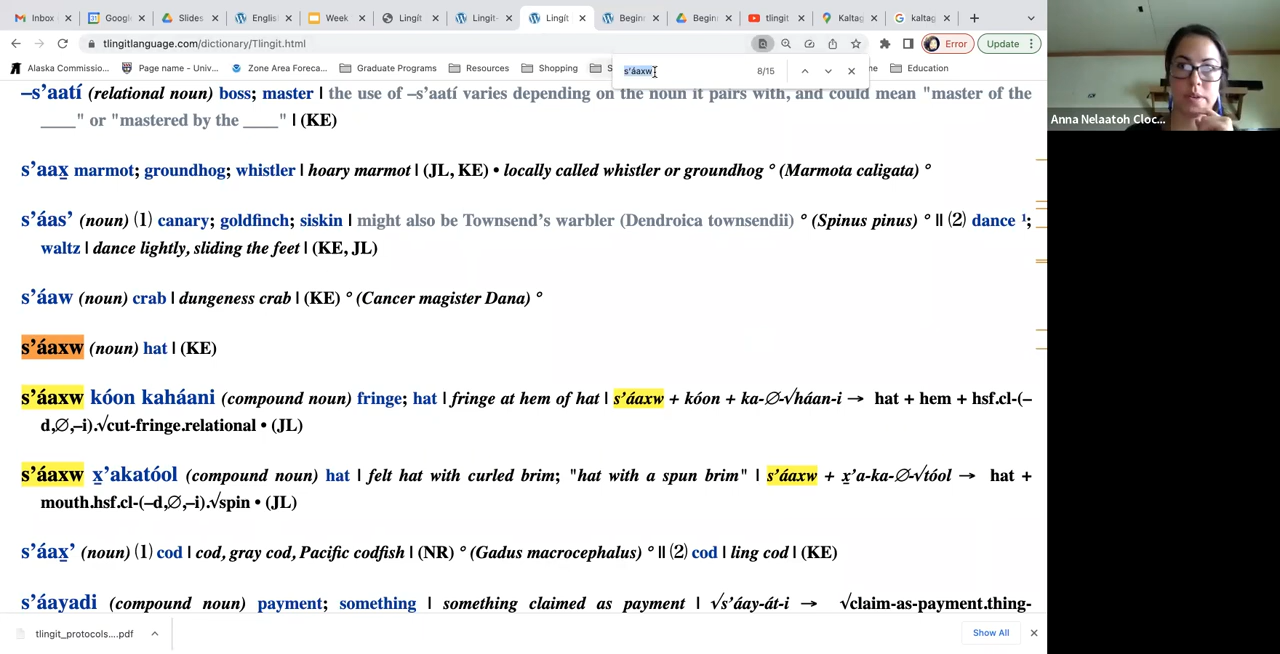 Inbox
Google
Slides
Englis
Week
Lingít
Lingít-
Lingít
Beginn
Beginn
tlingit
Kaltag
kaltag
tlingitlanguage.com/dictionary/Tlingit.html
Error
Update
Alaska Commissio...
Page name - Univ...
Zone Area Foreca...
Graduate Programs
Resources
Shopping
Education
s'áaxw
8/15
Anna Nelaatoh Cloc...
–s’aatí (relational noun) boss; master | the use of –s’aatí varies depending on the noun it pairs with, and could mean "master of the
____" or "mastered by the ____" | (KE)
s’aax̱ marmot; groundhog; whistler | hoary marmot | (JL, KE) • locally called whistler or groundhog ° (Marmota caligata) °
s’áas’ (noun) (1) canary; goldfinch; siskin | might also be Townsend’s warbler (Dendroica townsendii) ° (Spinus pinus) ° || (2) dance ¹;
waltz | dance lightly, sliding the feet | (KE, JL)
s’áaw (noun) crab | dungeness crab | (KE) ° (Cancer magister Dana) °
s’áaxw (noun) hat | (KE)
s’áaxw kóon kaháani (compound noun) fringe; hat | fringe at hem of hat | s’áaxw + kóon + ka-∅-√háan-i → hat + hem + hsf.cl-(–
d,∅,–i).√cut-fringe.relational • (JL)
s’áaxw x̱’akatóol (compound noun) hat | felt hat with curled brim; "hat with a spun brim" | s’áaxw + x̱’a-ka-∅-√tóol → hat +
mouth.hsf.cl-(–d,∅,–i).√spin • (JL)
s’áax̱’ (noun) (1) cod | cod, gray cod, Pacific codfish | (NR) ° (Gadus macrocephalus) ° || (2) cod | ling cod | (KE)
s’áayadi (compound noun) payment; something | something claimed as payment | √s’áay-át-i → √claim-as-payment.thing-
tlingit_protocols....pdf
Show All